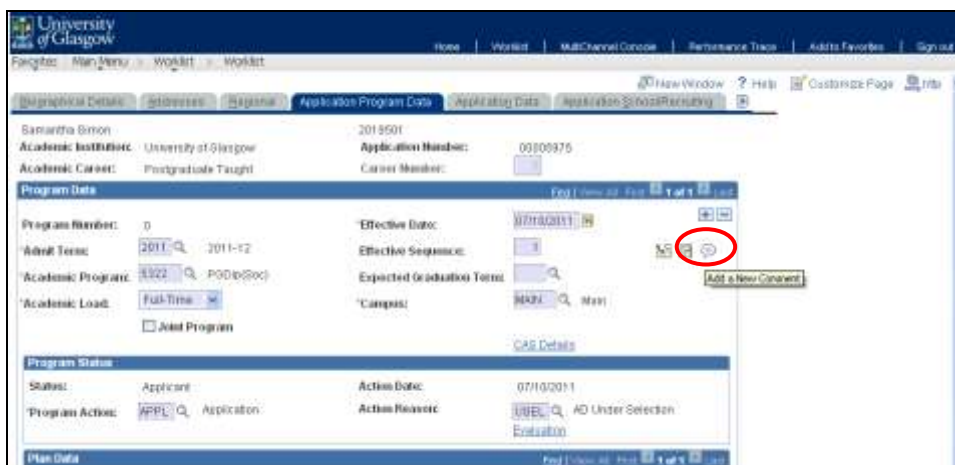 University
of Glasgow
Home | Worklist | MultiChannel Console | Performance Trace | Add to Favorites | Sign out
Favorites Main Menu > Worklist > Worklist
New Window ? Help Customize Page
Biographical Details Addresses Regional Application Program Data Application Data Application School/Recruiting
Samantha Simon 2019501
Academic Institution: University of Glasgow Application Number: 00008976
Academic Career: Postgraduate Taught Career Number:
Program Data Find | View All First 1 of 1 Last
Program Number: 0 *Effective Date: 07/10/2011
*Admit Term: 2011 2011-12 Effective Sequence: 1
*Academic Program: PGDip(Soc) Expected Graduation Term:
*Academic Load: Full-Time *Campus: MAIN Main
Add a New Comment
Joint Program
CAS Details
Program Status
Status: Applicant Action Date: 07/10/2011
*Program Action: APPL Application Action Reason: USEL AD Under Selection
Evaluation
Plan Data Find | View All First 1 of 1 Last